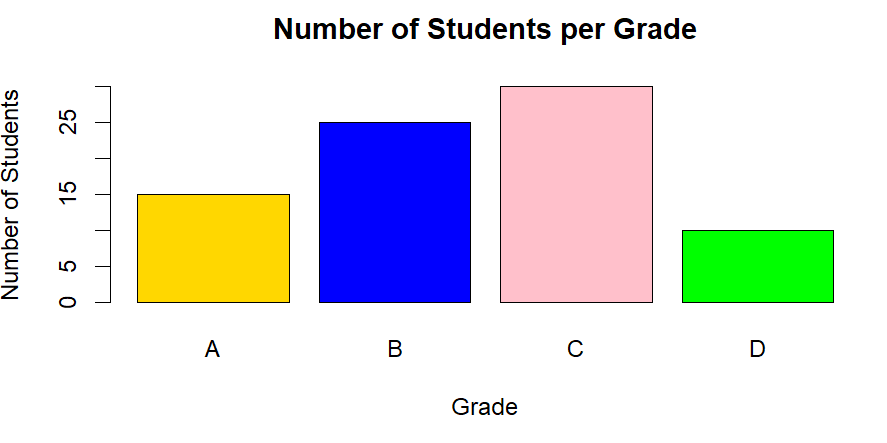 Number of Students per Grade
Number of Students
25
15
5
0
A B C D
Grade